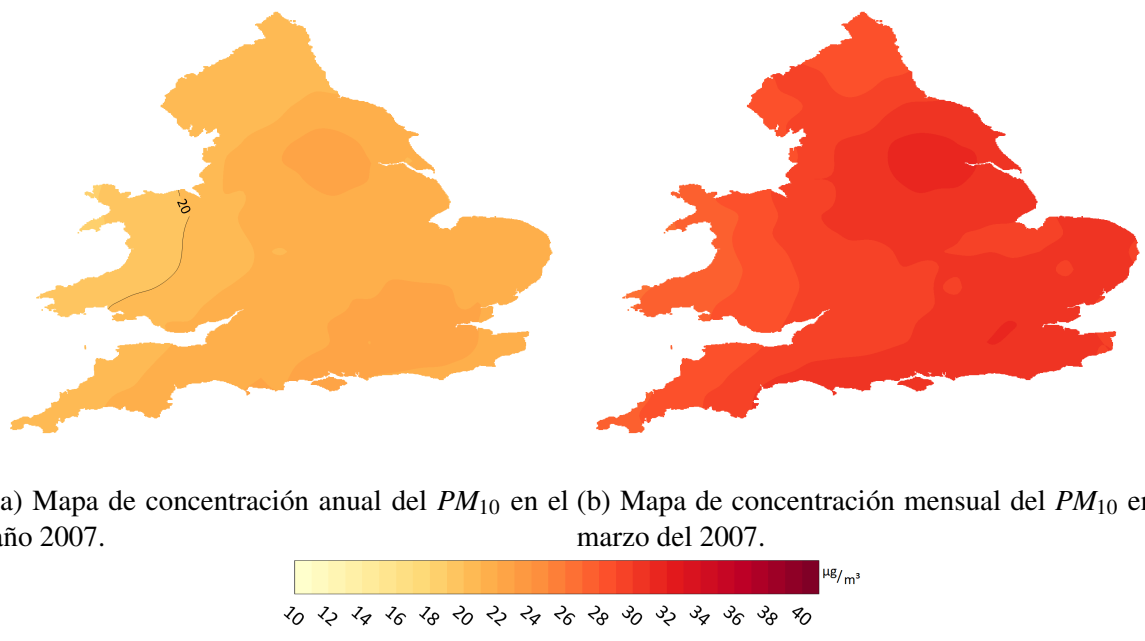 20
a) Mapa de concentración anual del PM10 en el
año 2007.
(b) Mapa de concentración mensual del PM10 en
marzo del 2007.
µg/m³
10 12 14 16 18 20 22 24 26 28 30 32 34 36 38 40